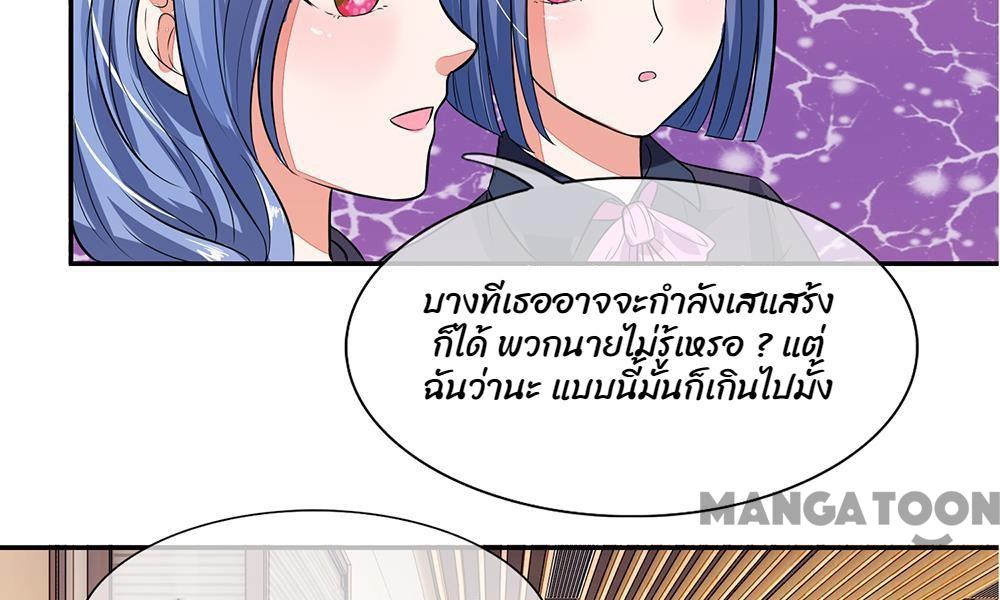 บางทีเธออาจจะกำลังเสแสร้ง
ก็ได้ พวกนายไม่รู้เหรอ ? แต่
ฉันว่านะ แบบนี้มันก็เกินไปมั้ง
MANGATOON